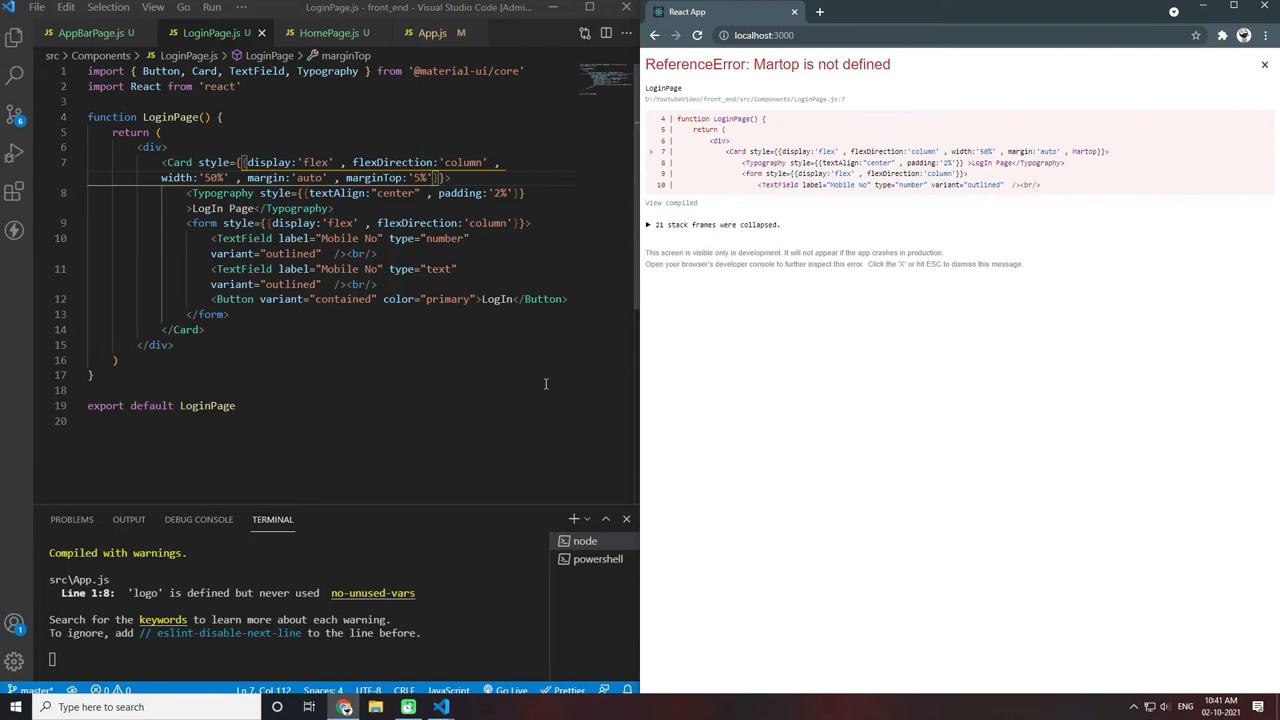 File Edit Selection View Go ... LoginPage.js - front_end - Visual Studio Code [Admi...
AppBarPage.js U LoginPage.js U HomePage.js U App.js M
src > Components > LoginPage.js > LoginPage > marginTop
1 import { Button, Card, TextField, Typography } from '@material-ui/core'
2 import React from 'react'
3
4 function LoginPage() {
5 return (
6 <div>
7 <Card style={{display:'flex' , flexDirection:'column' ,
width:'50%' , margin:'auto' , marginTop:'5%'}}>
8 <Typography style={{textAlign:"center" , padding:'2%'}}
>LogIn Page</Typography>
9 <form style={{display:'flex' , flexDirection:'column'}}>
10 <TextField label="Mobile No" type="number"
variant="outlined" /><br/>
11 <TextField label="Mobile No" type="text"
variant="outlined" /><br/>
12 <Button variant="contained" color="primary">LogIn</Button>
13 </form>
14 </Card>
15 </div>
16 )
17 }
18
19 export default LoginPage
20
PROBLEMS OUTPUT DEBUG CONSOLE TERMINAL
node
powershell
Compiled with warnings.
src\App.js
Line 1:8: 'logo' is defined but never used no-unused-vars
Search for the keywords to learn more about each warning.
To ignore, add // eslint-disable-next-line to the line before.
master* 0 0 Ln 7, Col 112 Spaces: 4 UTF-8 CRLF JavaScript Go Live Prettier
React App
localhost:3000
ReferenceError: Martop is not defined
LoginPage
D:/YoutubeVideo/front_end/src/Components/LoginPage.js:7
4 | function LoginPage() {
5 | return (
6 | <div>
> 7 | <Card style={{display:'flex' , flexDirection:'column' , width:'50%' , margin:'auto' , Martop}}>
8 | <Typography style={{textAlign:"center" , padding:'2%'}} >LogIn Page</Typography>
9 | <form style={{display:'flex' , flexDirection:'column'}}>
10 | <TextField label="Mobile No" type="number" variant="outlined" /><br/>
View compiled
▶ 21 stack frames were collapsed.
This screen is visible only in development. It will not appear if the app crashes in production.
Open your browser's developer console to further inspect this error. Click the 'X' or hit ESC to dismiss this message.
Type here to search
ENG
10:41 AM
02-10-2021